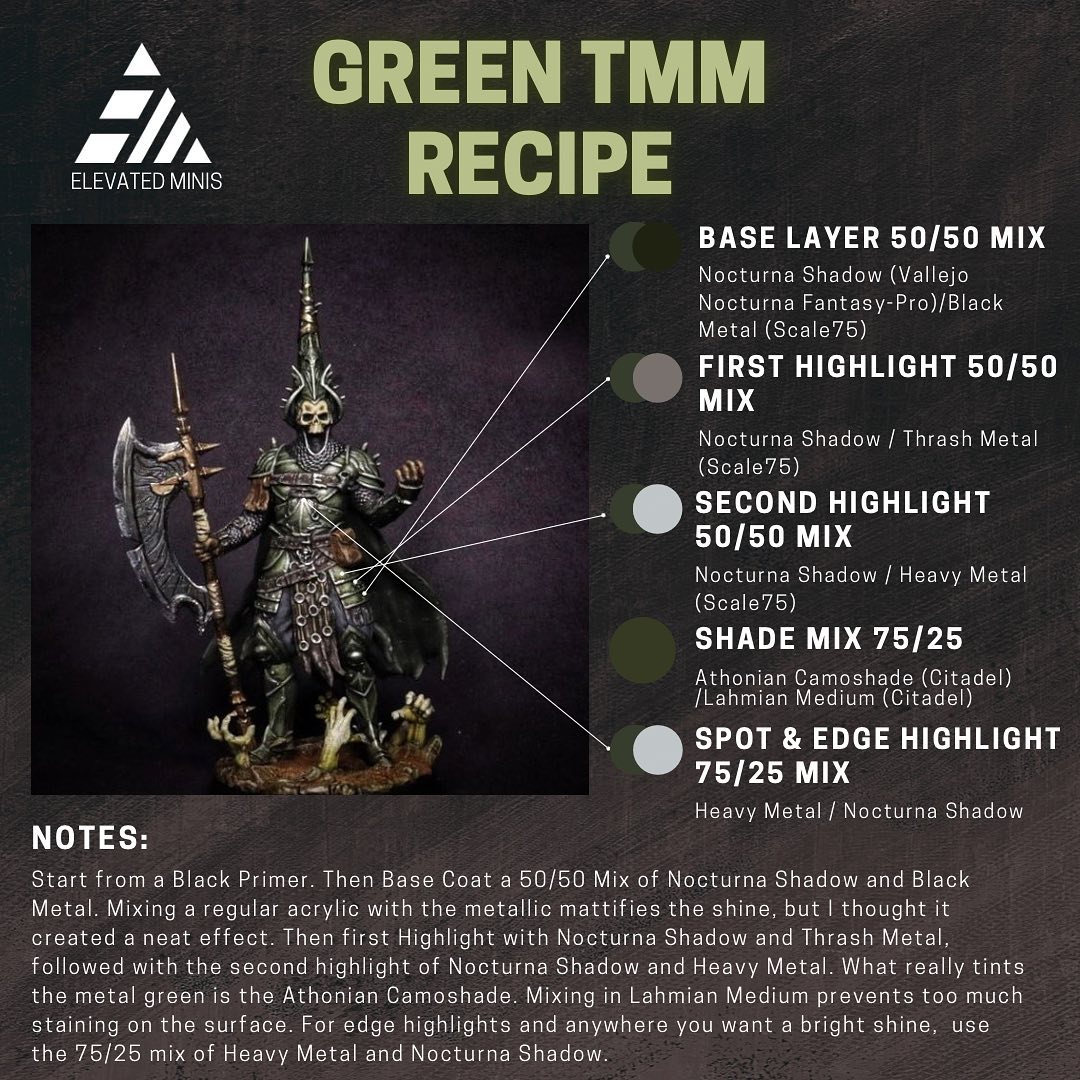 GREEN TMM
RECIPE
ELEVATED MINIS
BASE LAYER 50/50 MIX
Nocturna Shadow (Vallejo
Nocturna Fantasy-Pro)/Black
Metal (Scale75)
FIRST HIGHLIGHT 50/50
MIX
Nocturna Shadow / Thrash Metal
(Scale75)
SECOND HIGHLIGHT
50/50 MIX
Nocturna Shadow / Heavy Metal
(Scale75)
SHADE MIX 75/25
Athonian Camoshade (Citadel)
/Lahmian Medium (Citadel)
SPOT & EDGE HIGHLIGHT
75/25 MIX
Heavy Metal / Nocturna Shadow
NOTES:
Start from a Black Primer. Then Base Coat a 50/50 Mix of Nocturna Shadow and Black
Metal. Mixing a regular acrylic with the metallic mattifies the shine, but I thought it
created a neat effect. Then first Highlight with Nocturna Shadow and Thrash Metal,
followed with the second highlight of Nocturna Shadow and Heavy Metal. What really tints
the metal green is the Athonian Camoshade. Mixing in Lahmian Medium prevents too much
staining on the surface. For edge highlights and anywhere you want a bright shine, use
the 75/25 mix of Heavy Metal and Nocturna Shadow.